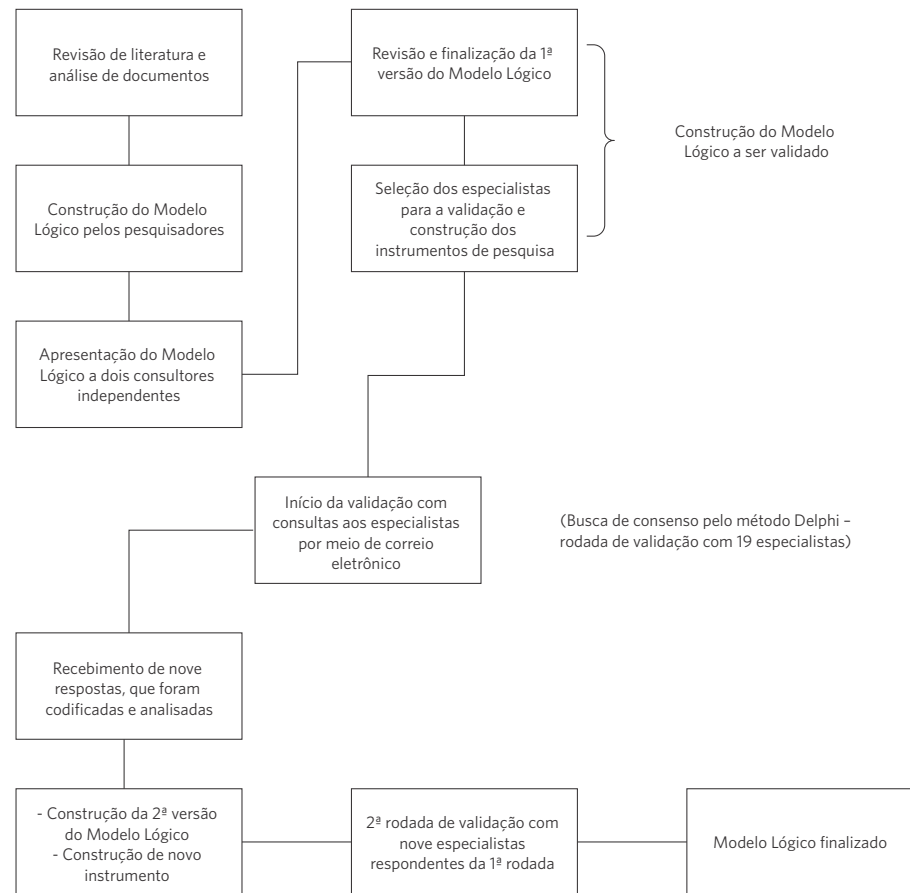 Revisão de literatura e
análise de documentos
Construção do Modelo
Lógico pelos pesquisadores
Apresentação do Modelo
Lógico a dois consultores
independentes
Revisão e finalização da 1ª
versão do Modelo Lógico
Seleção dos especialistas
para a validação e
construção dos
instrumentos de pesquisa
Construção do Modelo
Lógico a ser validado
Início da validação com
consultas aos especialistas
por meio de correio
eletrônico
(Busca de consenso pelo método Delphi –
rodada de validação com 19 especialistas)
Recebimento de nove
respostas, que foram
codificadas e analisadas
- Construção da 2ª versão
do Modelo Lógico
- Construção de novo
instrumento
2ª rodada de validação com
nove especialistas
respondentes da 1ª rodada
Modelo Lógico finalizado